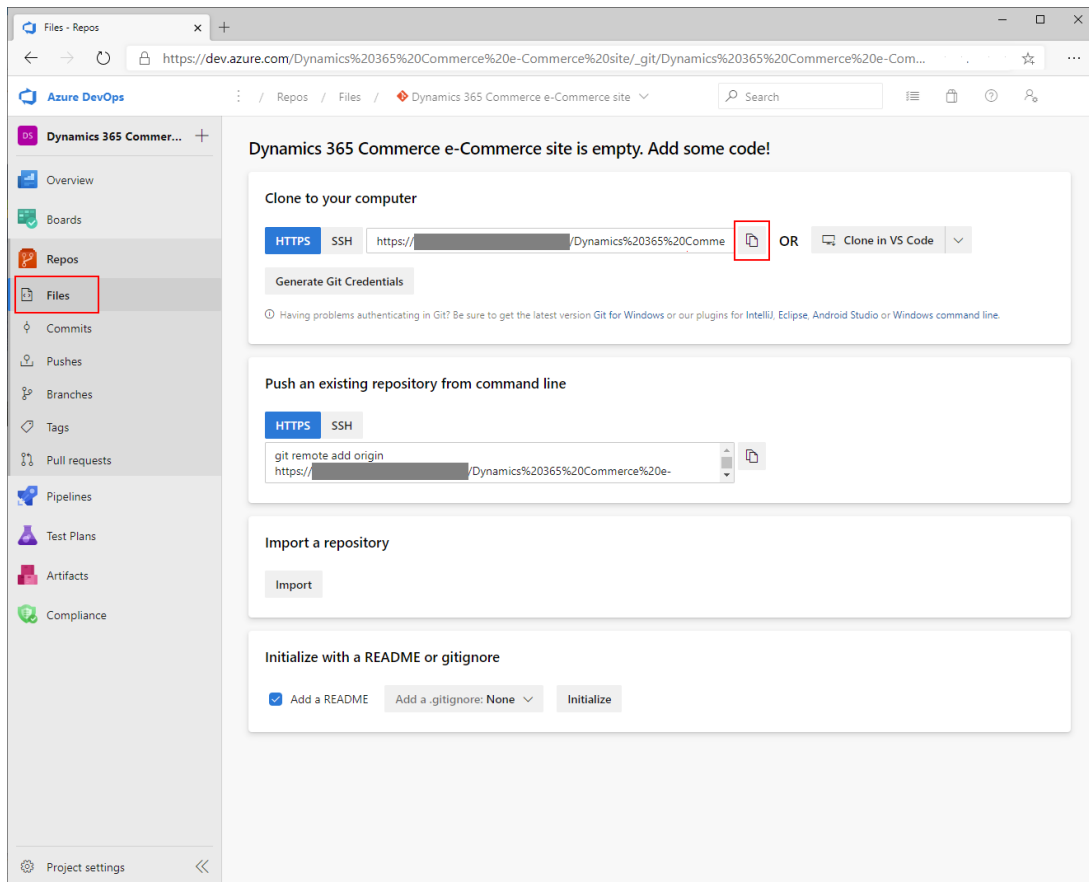 Files - Repos
https://dev.azure.com/Dynamics%20365%20Commerce%20e-Commerce%20site/_git/Dynamics%20365%20Commerce%20e-Com...
Azure DevOps
/ Repos / Files / Dynamics 365 Commerce e-Commerce site
Search
DS Dynamics 365 Commer...
Overview
Boards
Repos
Files
Commits
Pushes
Branches
Tags
Pull requests
Pipelines
Test Plans
Artifacts
Compliance
Project settings
Dynamics 365 Commerce e-Commerce site is empty. Add some code!
Clone to your computer
HTTPS SSH https:// /Dynamics%20365%20Comme OR Clone in VS Code
Generate Git Credentials
Having problems authenticating in Git? Be sure to get the latest version Git for Windows or our plugins for IntelliJ, Eclipse, Android Studio or Windows command line.
Push an existing repository from command line
HTTPS SSH
git remote add origin
https:// /Dynamics%20365%20Commerce%20e-
Import a repository
Import
Initialize with a README or gitignore
Add a README Add a .gitignore: None Initialize